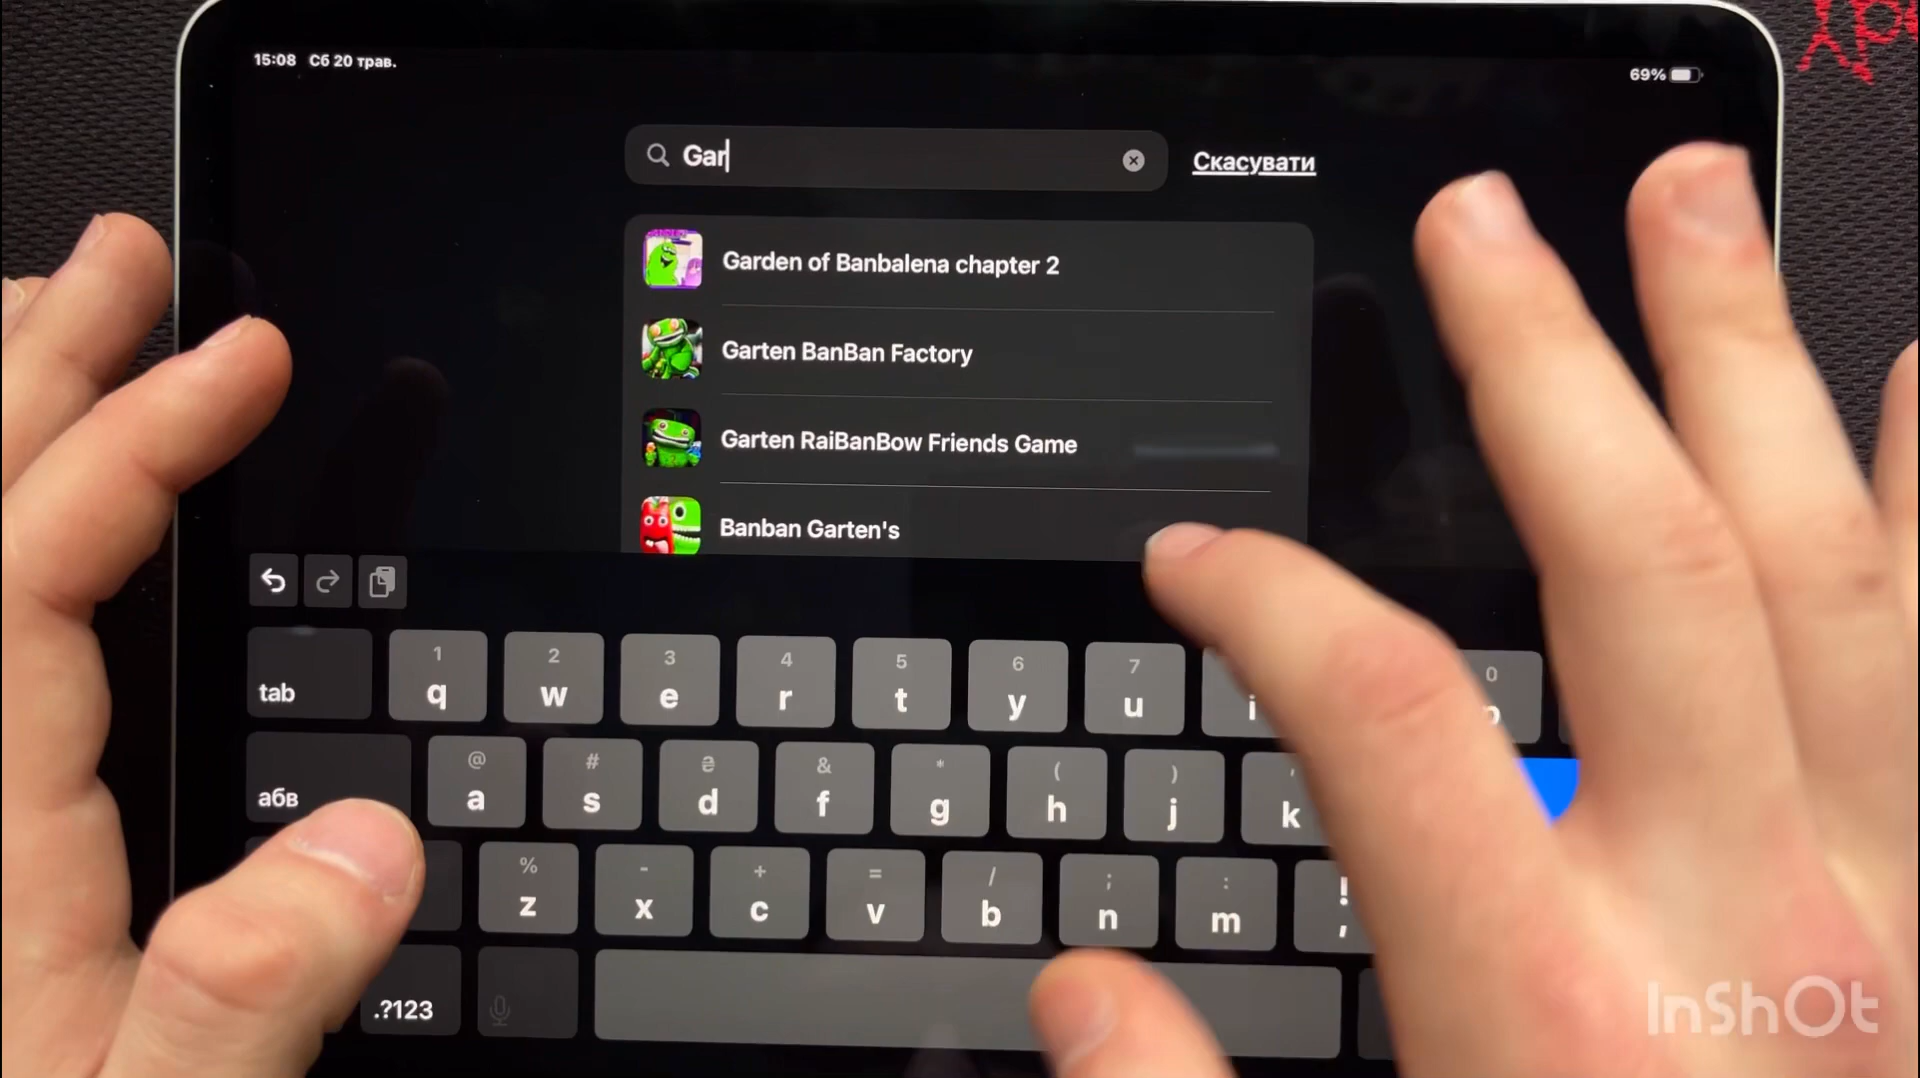 15:08 Сб 20 трав.
69%
Gar
Скасувати
Garden of Banbalena chapter 2
Garten BanBan Factory
Garten RaiBanBow Friends Game
Banban Garten's
1 2 3 4 5 6 7 0
tab q w e r t y u i p
@ # ₴ & * ( ) '
абв a s d f g h j k
% - + = / ; : !
z x c v b n m ,
.?123
InShOt